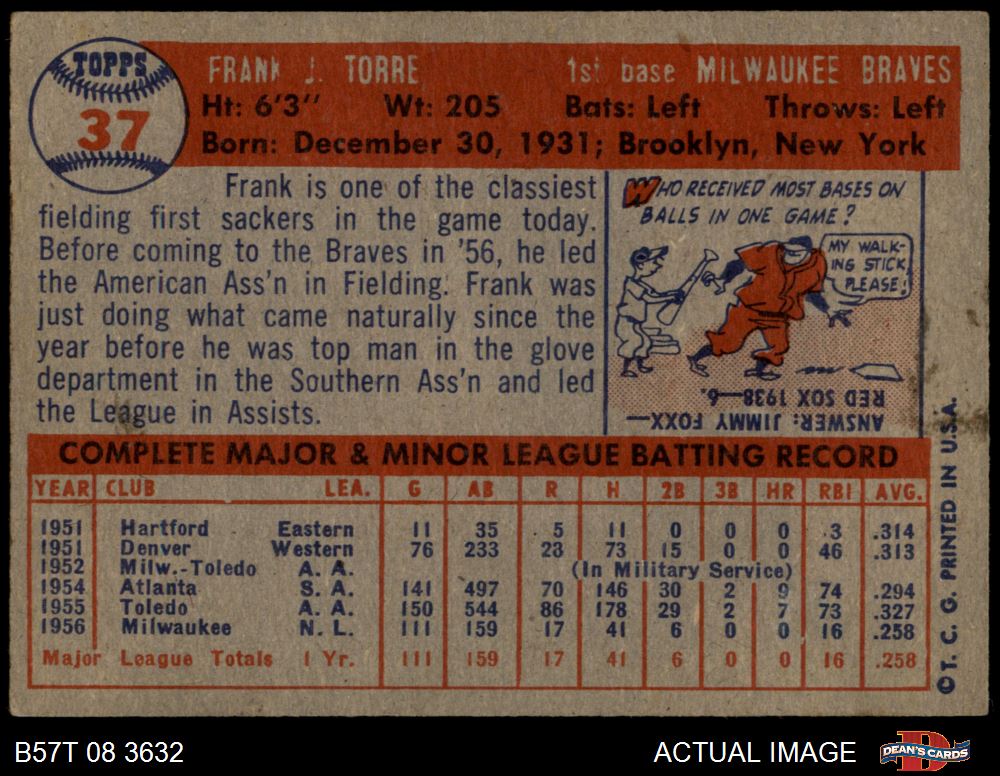 TOPPS
37
FRANK J. TORRE 1st base MILWAUKEE BRAVES
Ht: 6'3" Wt: 205 Bats: Left Throws: Left
Born: December 30, 1931; Brooklyn, New York
Frank is one of the classiest
fielding first sackers in the game today.
Before coming to the Braves in '56, he led
the American Ass'n in Fielding. Frank was
just doing what came naturally since the
year before he was top man in the glove
department in the Southern Ass'n and led
the League in Assists.
WHO RECEIVED MOST BASES ON
BALLS IN ONE GAME?
MY WALK-
ING STICK,
PLEASE!
ANSWER: JIMMY FOXX—
RED SOX 1938—6.
COMPLETE MAJOR & MINOR LEAGUE BATTING RECORD
YEAR CLUB LEA. G AB R H 2B 3B HR RBI AVG.
1951 Hartford Eastern 11 35 5 11 0 0 0 3 .314
1951 Denver Western 76 233 23 73 15 0 0 46 .313
1952 Milw.-Toledo A. A. (In Military Service)
1954 Atlanta S. A. 141 497 70 146 30 2 9 74 .294
1955 Toledo A. A. 150 544 86 178 29 2 7 73 .327
1956 Milwaukee N. L. 111 159 17 41 6 0 0 16 .258
Major League Totals 1 Yr. 111 159 17 41 6 0 0 16 .258
© T. C. G. PRINTED IN U.S.A.
B57T 08 3632 ACTUAL IMAGE
DEAN'S CARDS